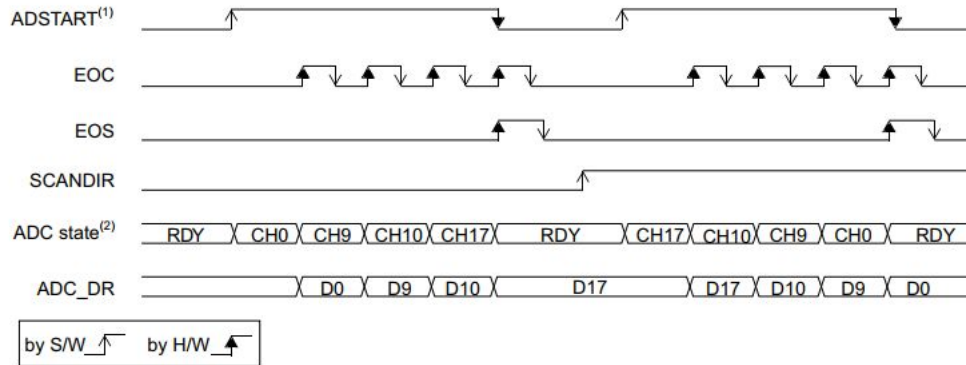 ADSTART(1)
EOC
EOS
SCANDIR
ADC state(2) RDY CH0 CH9 CH10 CH17 RDY CH17 CH10 CH9 CH0 RDY
ADC_DR D0 D9 D10 D17 D17 D10 D9 D0
by S/W by H/W